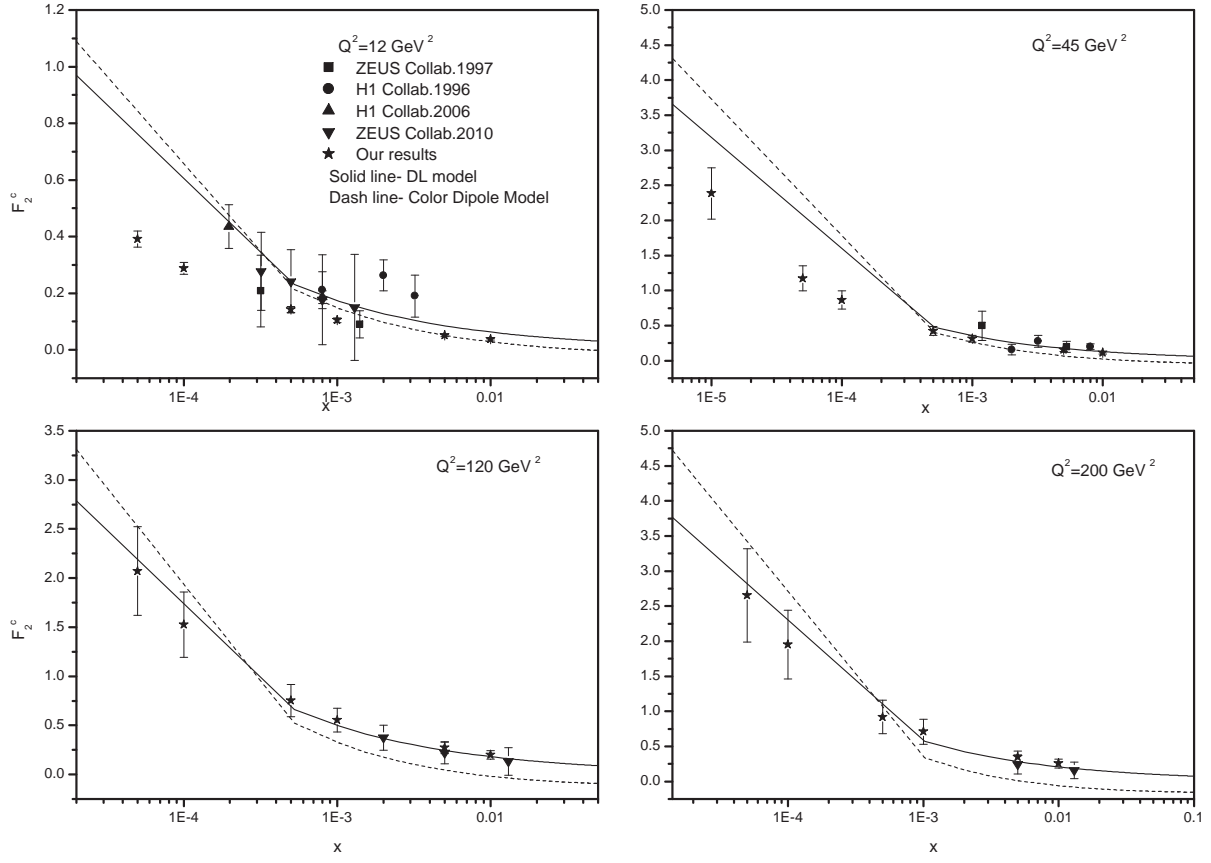 1.2
1.0
0.8
0.6
0.4
0.2
0.0
F₂ᶜ
Q²=12 GeV²
ZEUS Collab.1997
H1 Collab.1996
H1 Collab.2006
ZEUS Collab.2010
Our results
Solid line- DL model
Dash line- Color Dipole Model
1E-4 1E-3 0.01
x
5.0
4.5
4.0
3.5
3.0
2.5
2.0
1.5
1.0
0.5
0.0
Q²=45 GeV²
1E-5 1E-4 1E-3 0.01
x
3.5
3.0
2.5
2.0
1.5
1.0
0.5
0.0
F₂ᶜ
Q²=120 GeV²
1E-4 1E-3 0.01
x
5.0
4.5
4.0
3.5
3.0
2.5
2.0
1.5
1.0
0.5
0.0
Q²=200 GeV²
1E-4 1E-3 0.01 0.1
x